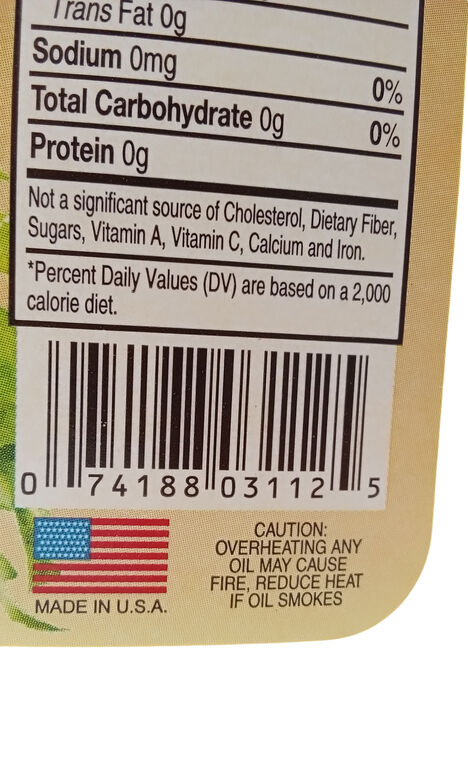 Trans Fat 0g
Sodium 0mg 0%
Total Carbohydrate 0g 0%
Protein 0g
Not a significant source of Cholesterol, Dietary Fiber,
Sugars, Vitamin A, Vitamin C, Calcium and Iron.
*Percent Daily Values (DV) are based on a 2,000
calorie diet.
0 74188 03112 5
MADE IN U.S.A.
CAUTION:
OVERHEATING ANY
OIL MAY CAUSE
FIRE, REDUCE HEAT
IF OIL SMOKES